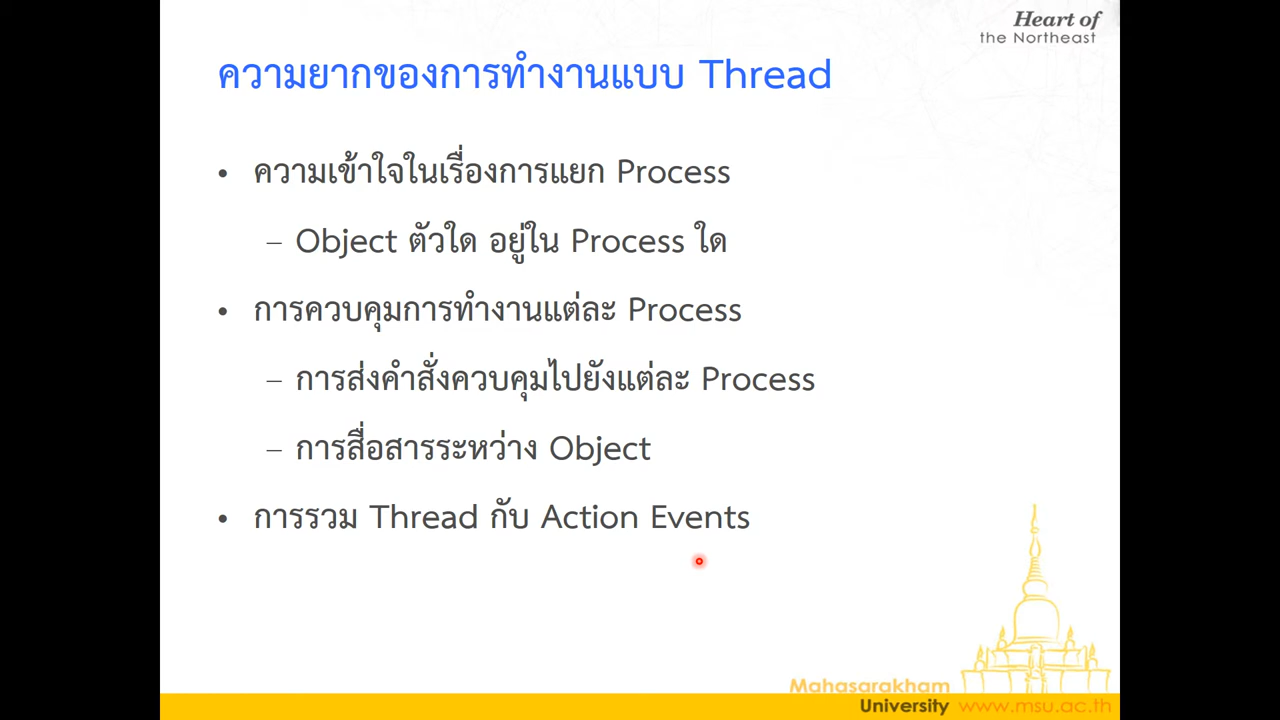 Heart of
the Northeast
ความยากของการทำงานแบบ Thread
• ความเข้าใจในเรื่องการแยก Process
– Object ตัวใด อยู่ใน Process ใด
• การควบคุมการทำงานแต่ละ Process
– การส่งคำสั่งควบคุมไปยังแต่ละ Process
– การสื่อสารระหว่าง Object
• การรวม Thread กับ Action Events
Mahasarakham
University www.msu.ac.th